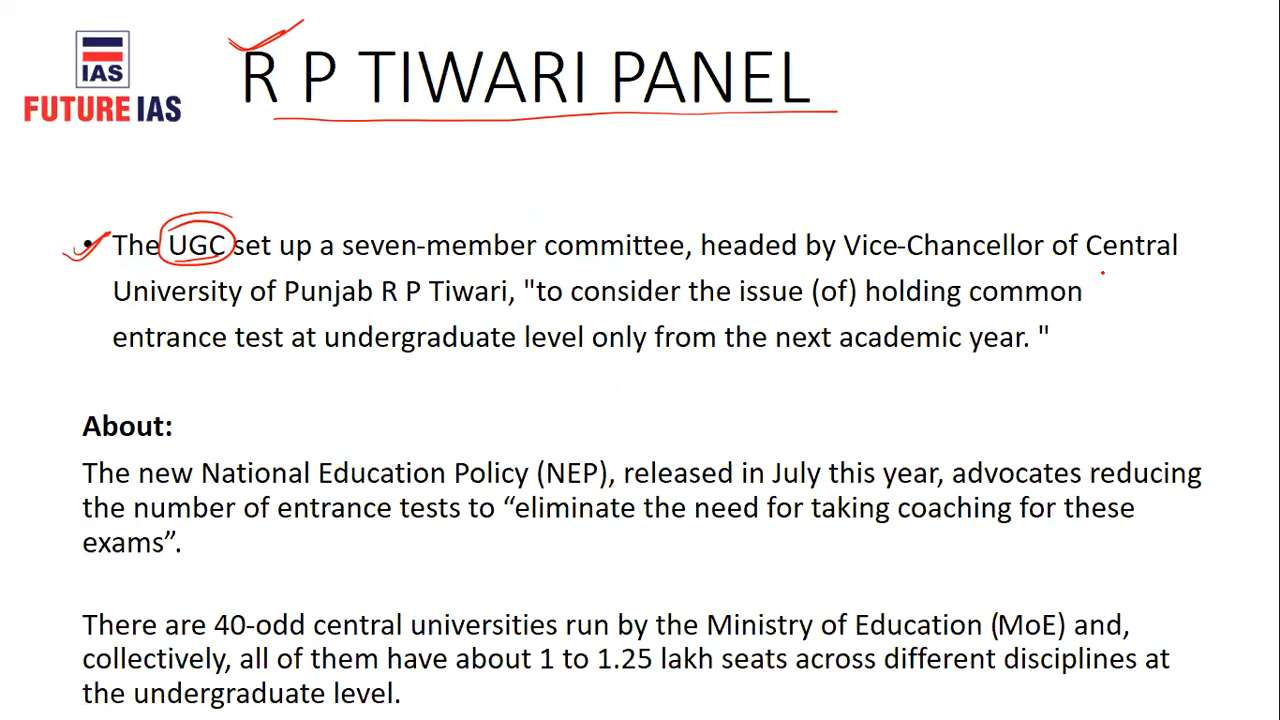 IAS
FUTURE IAS
R P TIWARI PANEL
• The UGC set up a seven-member committee, headed by Vice-Chancellor of Central
University of Punjab R P Tiwari, "to consider the issue (of) holding common
entrance test at undergraduate level only from the next academic year. "
About:
The new National Education Policy (NEP), released in July this year, advocates reducing
the number of entrance tests to “eliminate the need for taking coaching for these
exams”.
There are 40-odd central universities run by the Ministry of Education (MoE) and,
collectively, all of them have about 1 to 1.25 lakh seats across different disciplines at
the undergraduate level.